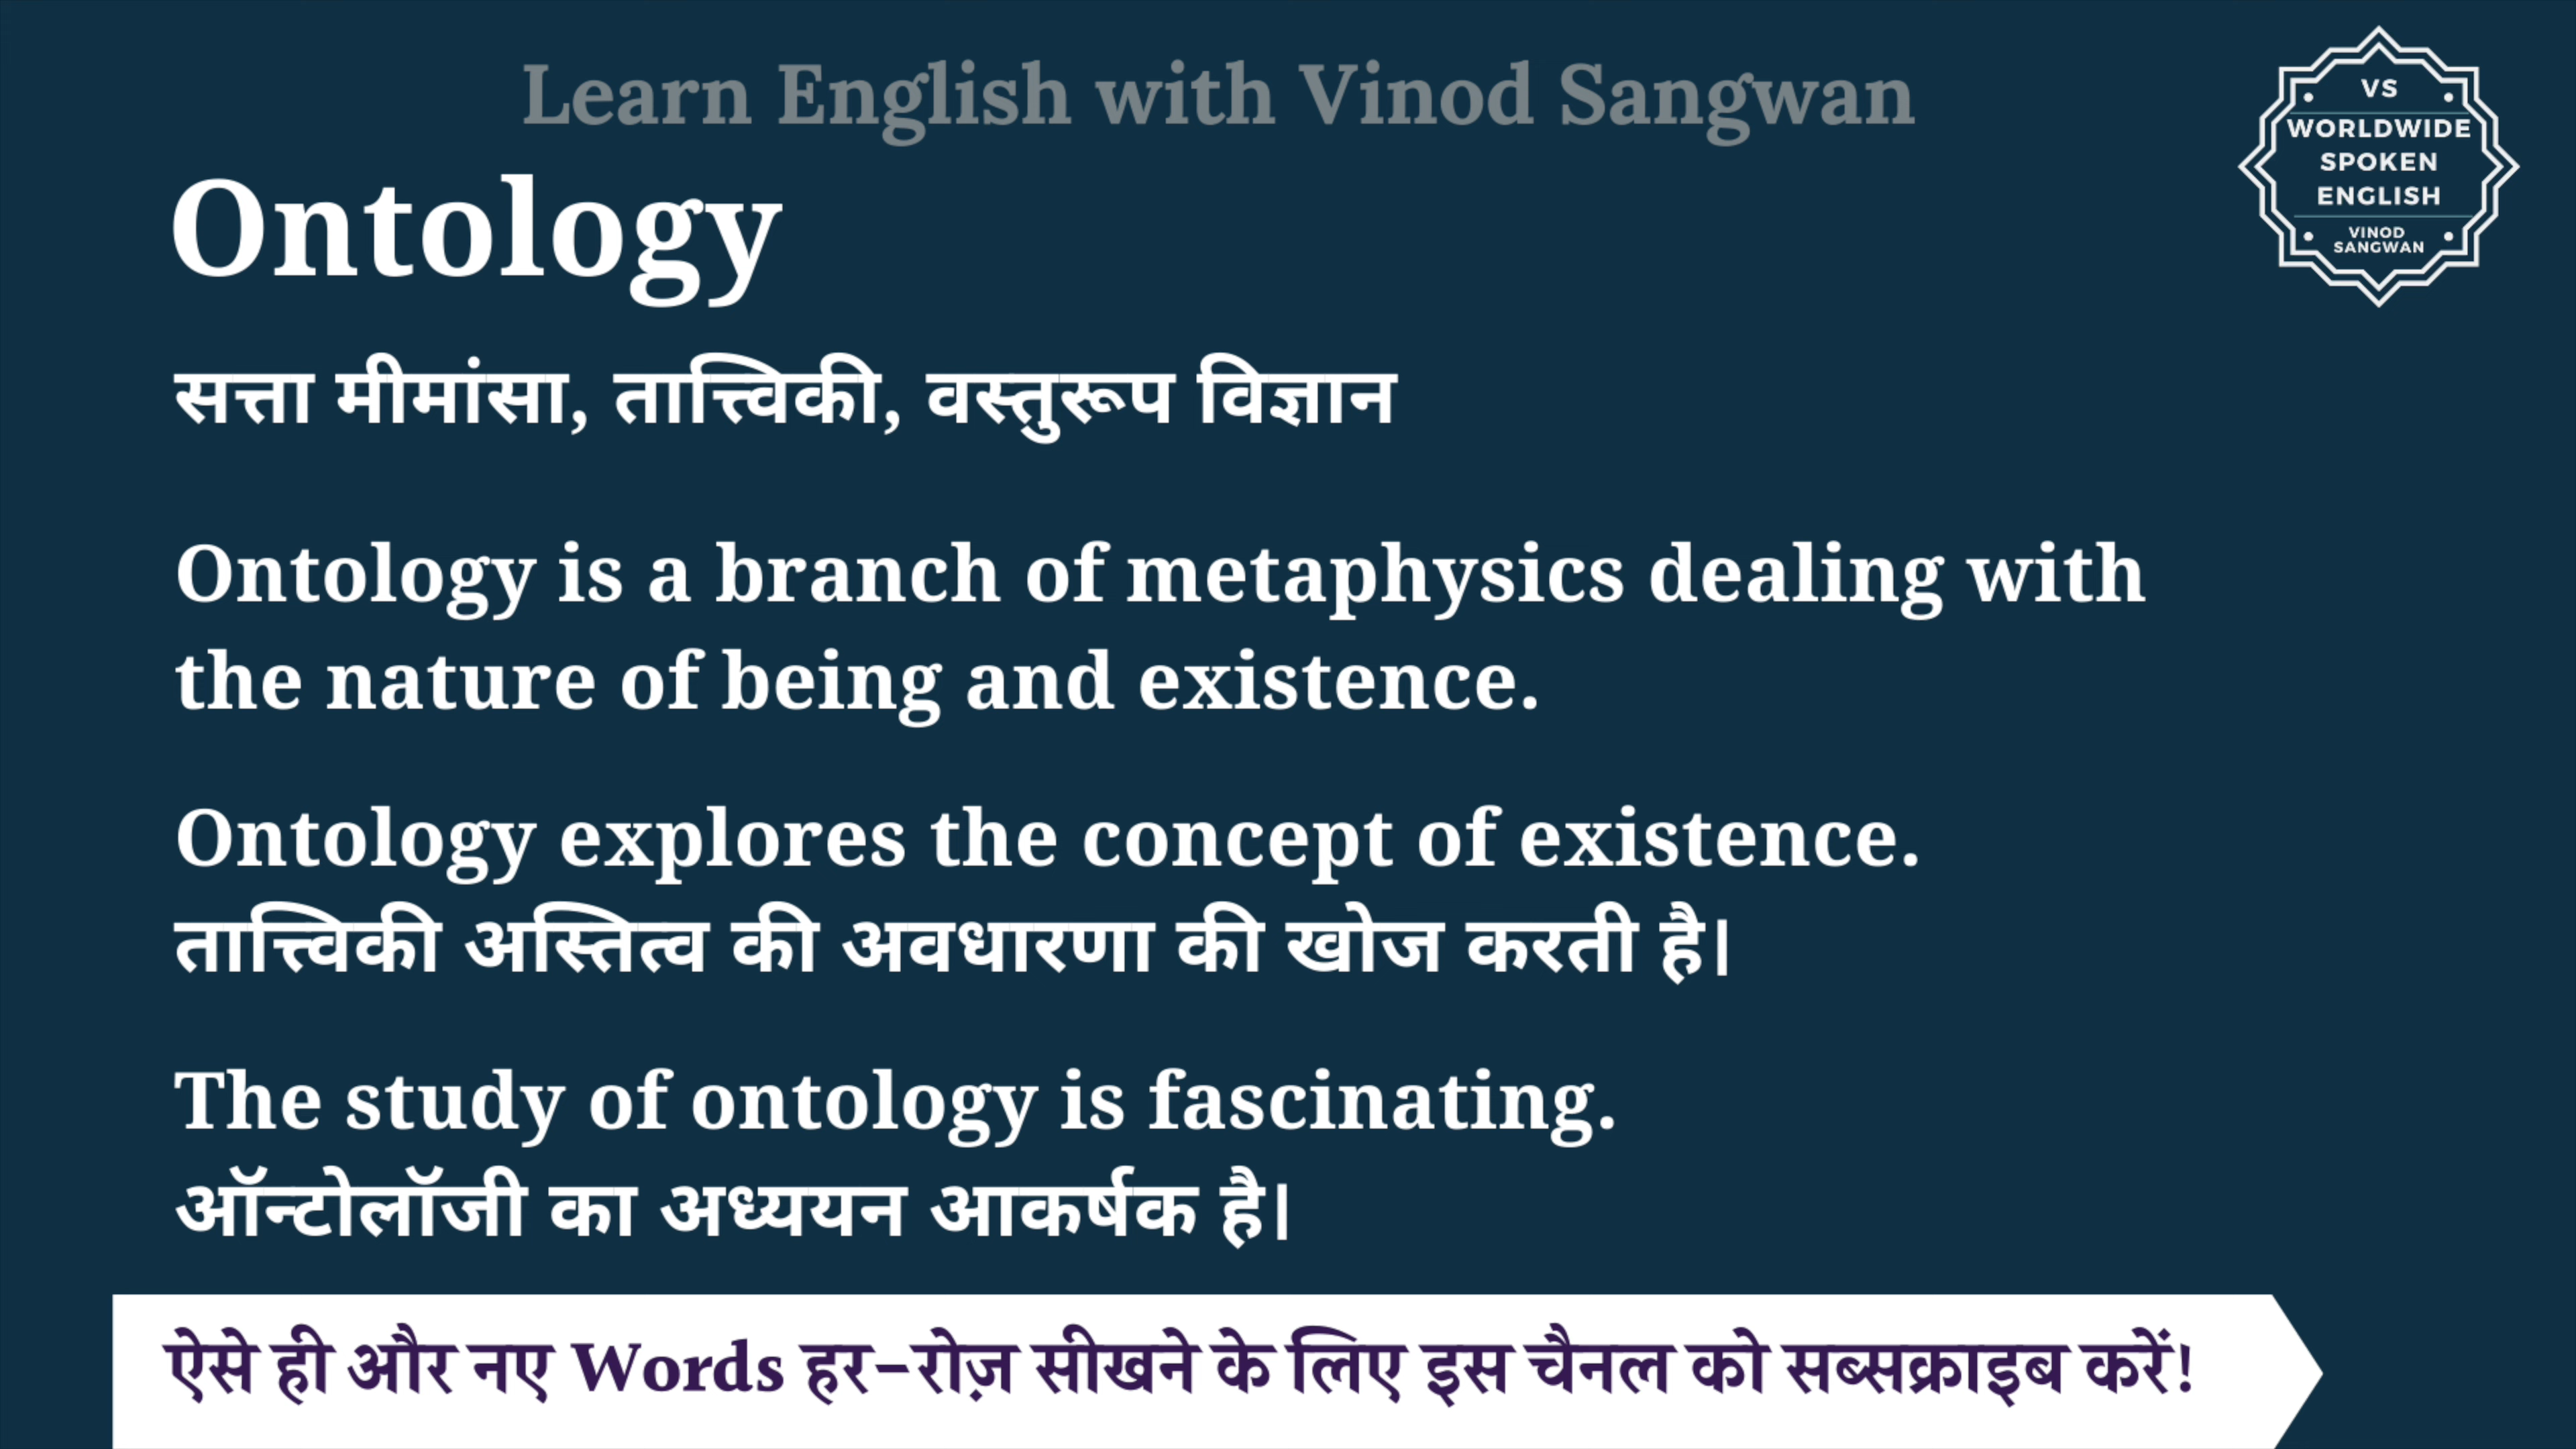 Learn English with Vinod Sangwan
VS
WORLDWIDE
SPOKEN
ENGLISH
VINOD
SANGWAN
Ontology
सत्ता मीमांसा, तात्त्विकी, वस्तुरूप विज्ञान
Ontology is a branch of metaphysics dealing with
the nature of being and existence.
Ontology explores the concept of existence.
तात्त्विकी अस्तित्व की अवधारणा की खोज करती है।
The study of ontology is fascinating.
ऑन्टोलॉजी का अध्ययन आकर्षक है।
ऐसे ही और नए Words हर-रोज़ सीखने के लिए इस चैनल को सब्सक्राइब करें!